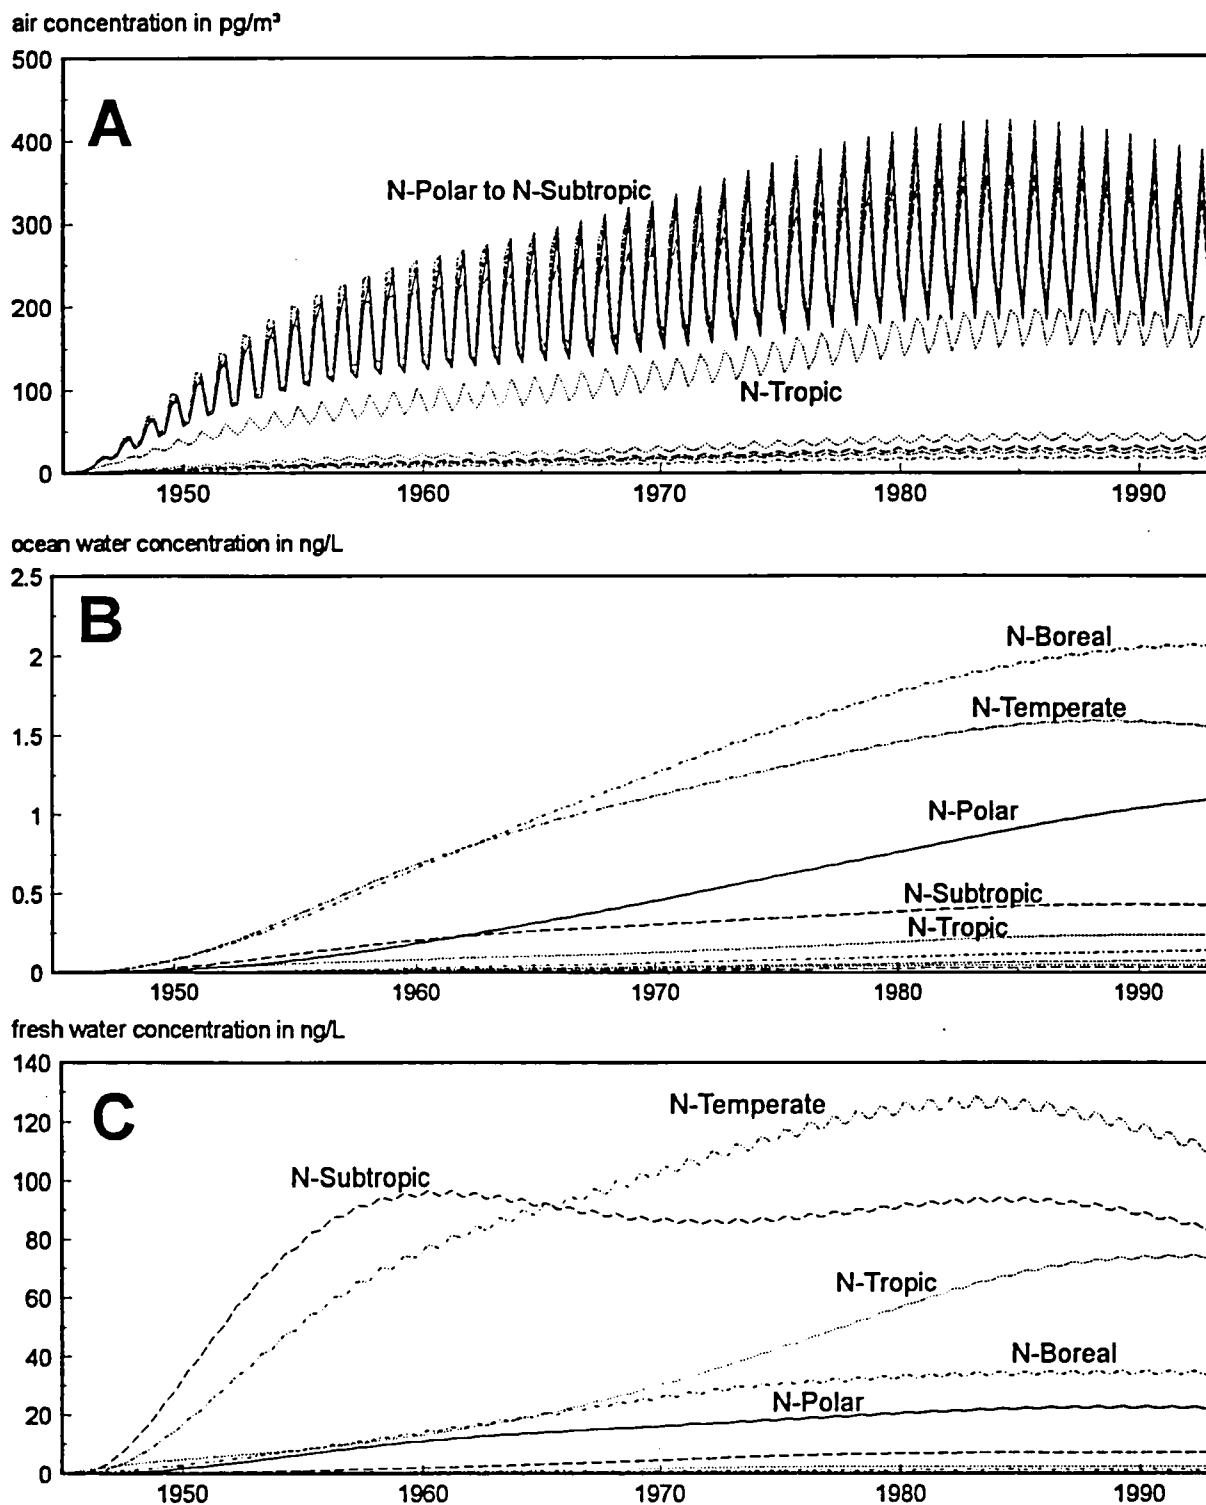 air concentration in pg/m³
500
A
400
N-Polar to N-Subtropic
300
200
N-Tropic
100
0
1950 1960 1970 1980 1990
ocean water concentration in ng/L
2.5
B
N-Boreal
2
N-Temperate
1.5
N-Polar
1
N-Subtropic
0.5
N-Tropic
0
1950 1960 1970 1980 1990
fresh water concentration in ng/L
140
C
N-Temperate
120
N-Subtropic
100
80
N-Tropic
60
N-Boreal
40
N-Polar
20
0
1950 1960 1970 1980 1990